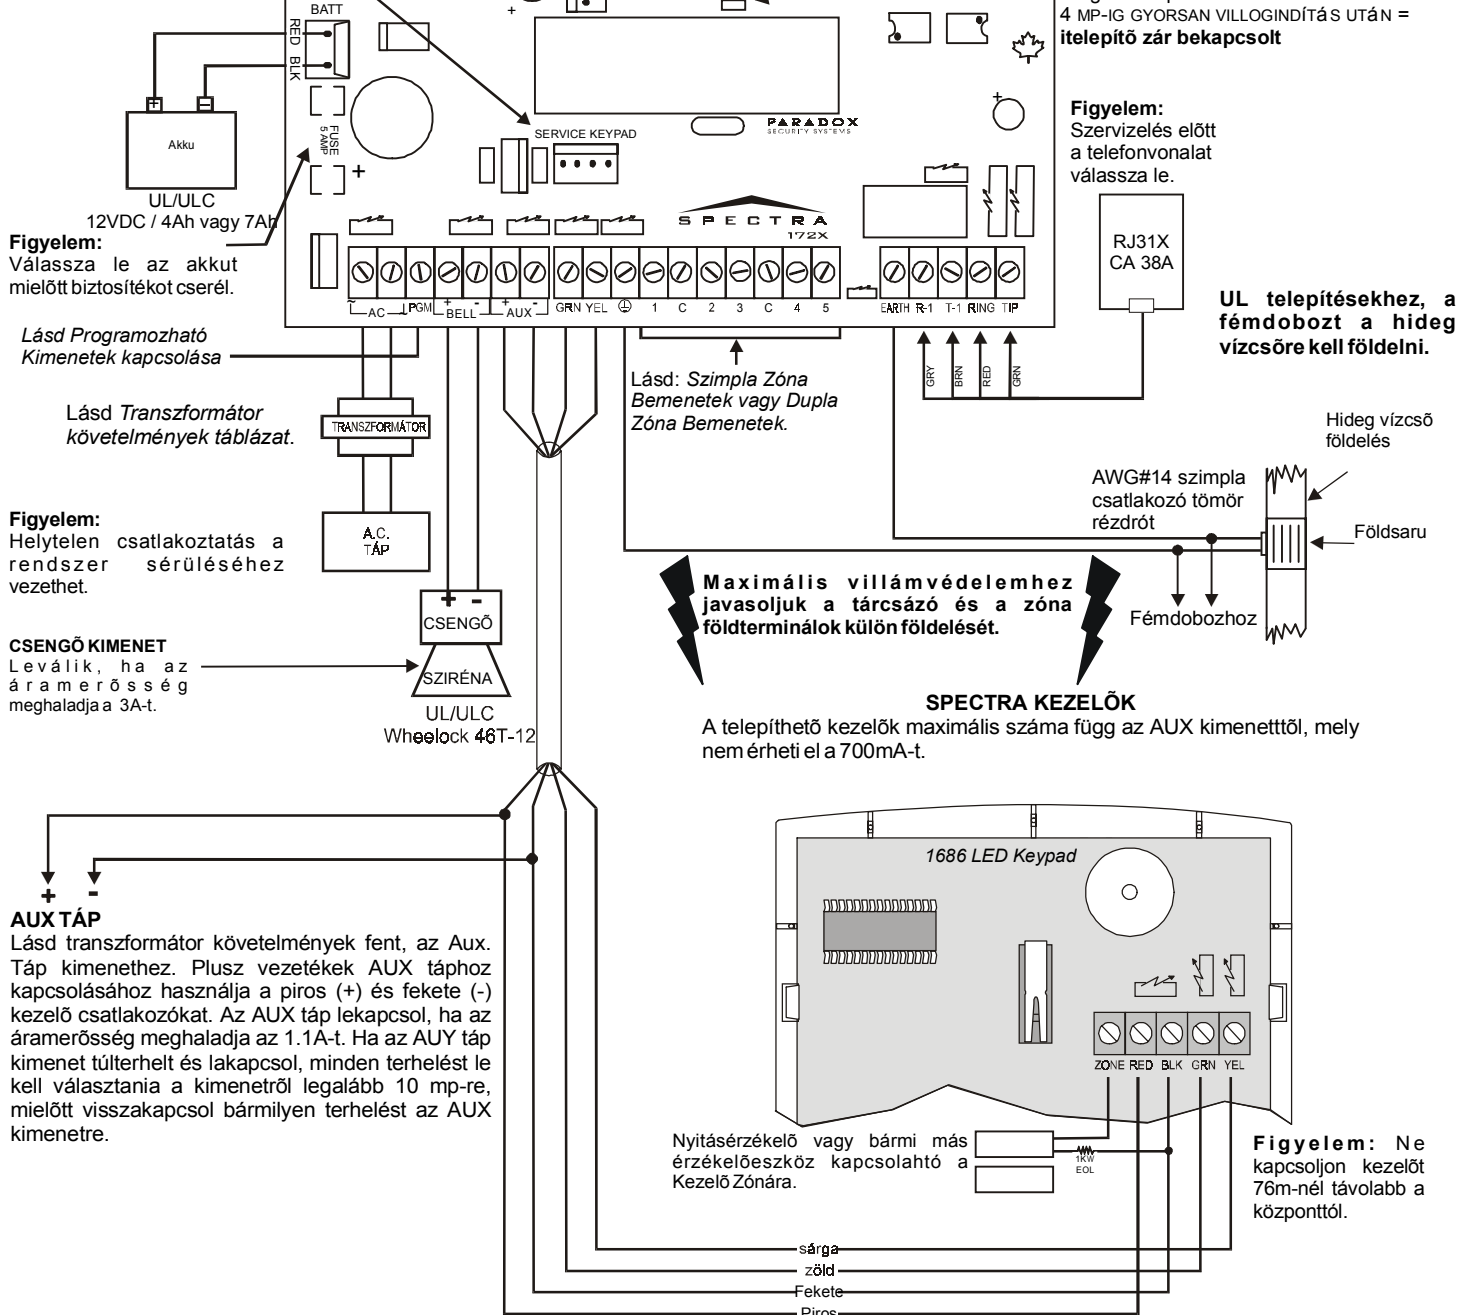 BATT
RED
BLK
4 MP-IG GYORSAN VILLOGINDÍTáS UTáN =
itelepítõ zár bekapcsolt
+
+
PARADOX
SECURITY SYSTEMS
Figyelem:
Szervizelés elõtt
a telefonvonalat
válassza le.
+
–
Akku
FUSE
5 AMP
+
SERVICE KEYPAD
UL/ULC
12VDC / 4Ah vagy 7Ah
SPECTRA
172X
RJ31X
CA 38A
Figyelem:
Válassza le az akkut
mielõtt biztosítékot cserél.
~ AC ~ PGM + BELL - + AUX - GRN YEL 1 C 2 3 C 4 5 EARTH R-1 T-1 RING TIP
UL telepítésekhez, a
fémdobozt a hideg
vízcsõre kell földelni.
Lásd Programozható
Kimenetek kapcsolása
GRY
BRN
RED
GRN
Lásd: Szimpla Zóna
Bemenetek vagy Dupla
Zóna Bemenetek.
Lásd Transzformátor
követelmények táblázat.
TRANSZFORMÁTOR
Hideg vízcsõ
földelés
AWG#14 szimpla
csatlakozó tömör
rézdrót
Figyelem:
Helytelen csatlakoztatás a
rendszer sérüléséhez
vezethet.
A.C.
TÁP
Földsaru
Maximális villámvédelemhez
javasoljuk a tárcsázó és a zóna
földterminálok külön földelését.
Fémdobozhoz
+ -
CSENGÕ
CSENGÕ KIMENET
Leválik, ha az
áramerõsség
meghaladja a 3A-t.
SZIRÉNA
UL/ULC
Wheelock 46T-12
SPECTRA KEZELÕK
A telepíthetõ kezelõk maximális száma függ az AUX kimenetttõl, mely
nem érheti el a 700mA-t.
1686 LED Keypad
+ -
AUX TÁP
Lásd transzformátor követelmények fent, az Aux.
Táp kimenethez. Plusz vezetékek AUX táphoz
kapcsolásához használja a piros (+) és fekete (-)
kezelõ csatlakozókat. Az AUX táp lekapcsol, ha az
áramerõsség meghaladja az 1.1A-t. Ha az AUY táp
kimenet túlterhelt és lakapcsol, minden terhelést le
kell választania a kimenetrõl legalább 10 mp-re,
mielõtt visszakapcsol bármilyen terhelést az AUX
kimenetre.
ZONE RED BLK GRN YEL
Nyitásérzékelõ vagy bármi más
érzékelõeszköz kapcsolahtó a
Kezelõ Zónára.
1KW
EOL
Figyelem: Ne
kapcsoljon kezelõt
76m-nél távolabb a
központtól.
sárga
zöld
Fekete
Piros